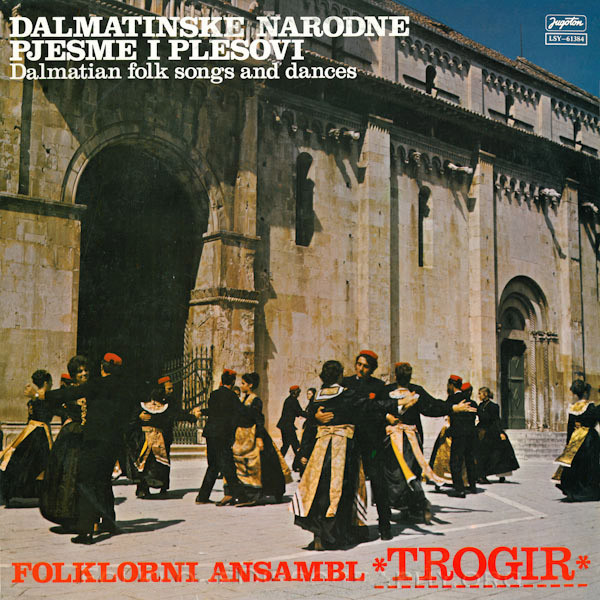 DALMATINSKE NARODNE
PJESME I PLESOVI
Dalmatian folk songs and dances
Jugoton
LSY-61384
FOLKLORNI ANSAMBL *TROGIR*